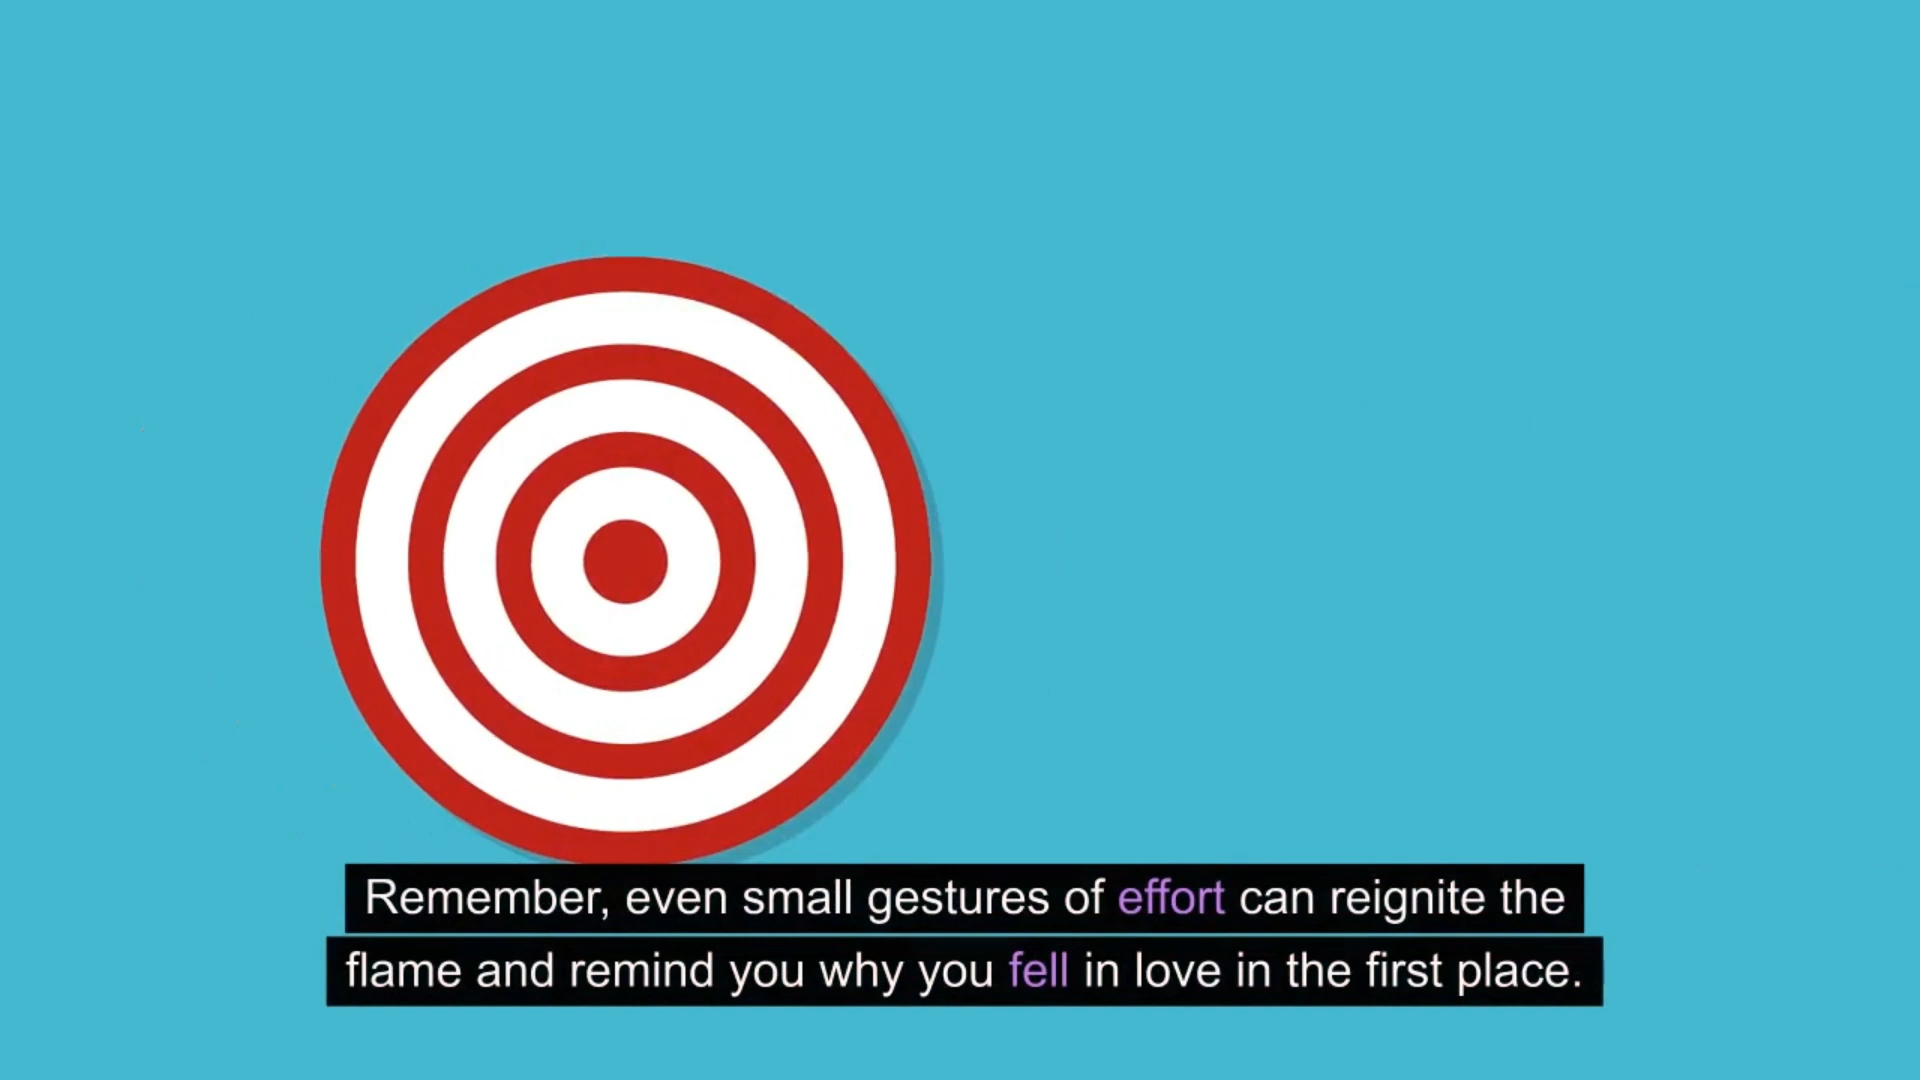 Remember, even small gestures of effort can reignite the
flame and remind you why you fell in love in the first place.